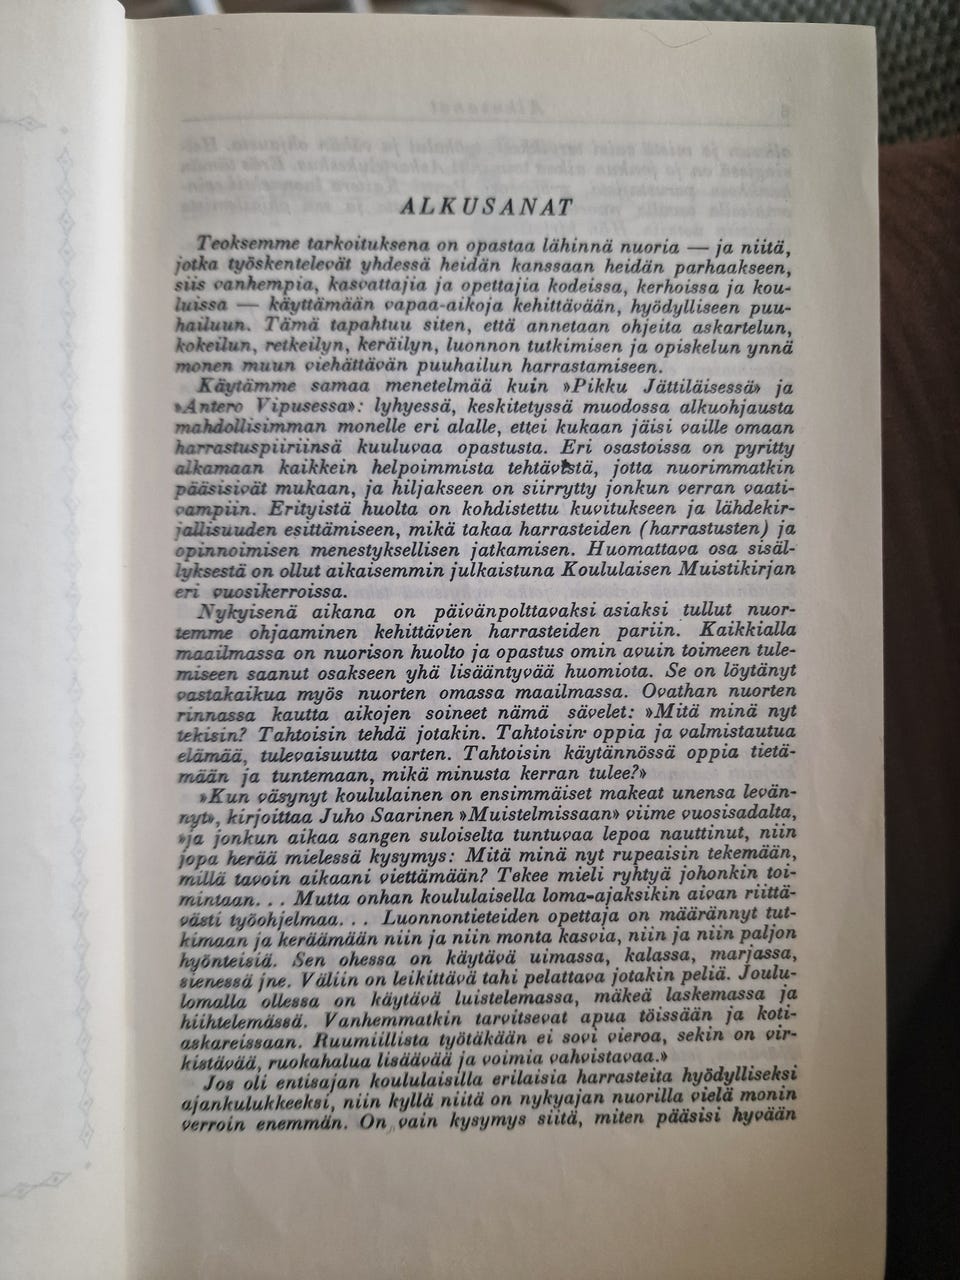 ALKUSANAT
Teoksemme tarkoituksena on opastaa lähinnä nuoria — ja niitä,
jotka työskentelevät yhdessä heidän kanssaan heidän parhaakseen,
siis vanhempia, kasvattajia ja opettajia kodeissa, kerhoissa ja kou-
luissa — käyttämään vapaa-aikoja kehittävään, hyödylliseen puu-
hailuun. Tämä tapahtuu siten, että annetaan ohjeita askartelun,
kokeilun, retkeilyn, keräilyn, luonnon tutkimisen ja opiskelun ynnä
monen muun viehättävän puuhailun harrastamiseen.
Käytämme samaa menetelmää kuin »Pikku Jättiläisessä» ja
»Antero Vipusessa»: lyhyessä, keskitetyssä muodossa alkuohjausta
mahdollisimman monelle eri alalle, ettei kukaan jäisi vaille omaan
harrastuspiiriinsä kuuluvaa opastusta. Eri osastoissa on pyritty
alkamaan kaikkein helpoimmista tehtävistä, jotta nuorimmatkin
pääsisivät mukaan, ja hiljakseen on siirrytty jonkun verran vaati-
vampiin. Erityistä huolta on kohdistettu kuvitukseen ja lähdekir-
jallisuuden esittämiseen, mikä takaa harrasteiden (harrastusten) ja
opinnoimisen menestyksellisen jatkamisen. Huomattava osa sisäl-
lyksestä on ollut aikaisemmin julkaistuna Koululaisen Muistikirjan
eri vuosikerroissa.
Nykyisenä aikana on päivänpolttavaksi asiaksi tullut nuor-
temme ohjaaminen kehittävien harrasteiden pariin. Kaikkialla
maailmassa on nuorison huolto ja opastus omin avuin toimeen tule-
miseen saanut osakseen yhä lisääntyvää huomiota. Se on löytänyt
vastakaikua myös nuorten omassa maailmassa. Ovathan nuorten
rinnassa kautta aikojen soineet nämä sävelet: »Mitä minä nyt
tekisin? Tahtoisin tehdä jotakin. Tahtoisin oppia ja valmistautua
elämää, tulevaisuutta varten. Tahtoisin käytännössä oppia tietä-
mään ja tuntemaan, mikä minusta kerran tulee?»
»Kun väsynyt koululainen on ensimmäiset makeat unensa levän-
nyt», kirjoittaa Juho Saarinen »Muistelmissaan» viime vuosisadalta,
»ja jonkun aikaa sangen suloiselta tuntuvaa lepoa nauttinut, niin
jopa herää mielessä kysymys: Mitä minä nyt rupeaisin tekemään,
millä tavoin aikaani viettämään? Tekee mieli ryhtyä johonkin toi-
mintaan... Mutta onhan koululaisella loma-ajaksikin aivan riittä-
västi työohjelmaa... Luonnontieteiden opettaja on määrännyt tut-
kimaan ja keräämään niin ja niin monta kasvia, niin ja niin paljon
hyönteisiä. Sen ohessa on käytävä uimassa, kalassa, marjassa,
sienessä jne. Väliin on leikittävä tahi pelattava jotakin peliä. Joulu-
lomalla ollessa on käytävä luistelemassa, mäkeä laskemassa ja
hiihtelemässä. Vanhemmatkin tarvitsevat apua töissään ja koti-
askareissaan. Ruumiillista työtäkään ei sovi vieroa, sekin on vir-
kistävää, ruokahalua lisäävää ja voimia vahvistavaa.»
Jos oli entisajan koululaisilla erilaisia harrasteita hyödylliseksi
ajankulukkeeksi, niin kyllä niitä on nykyajan nuorilla vielä monin
verroin enemmän. On vain kysymys siitä, miten pääsisi hyvään